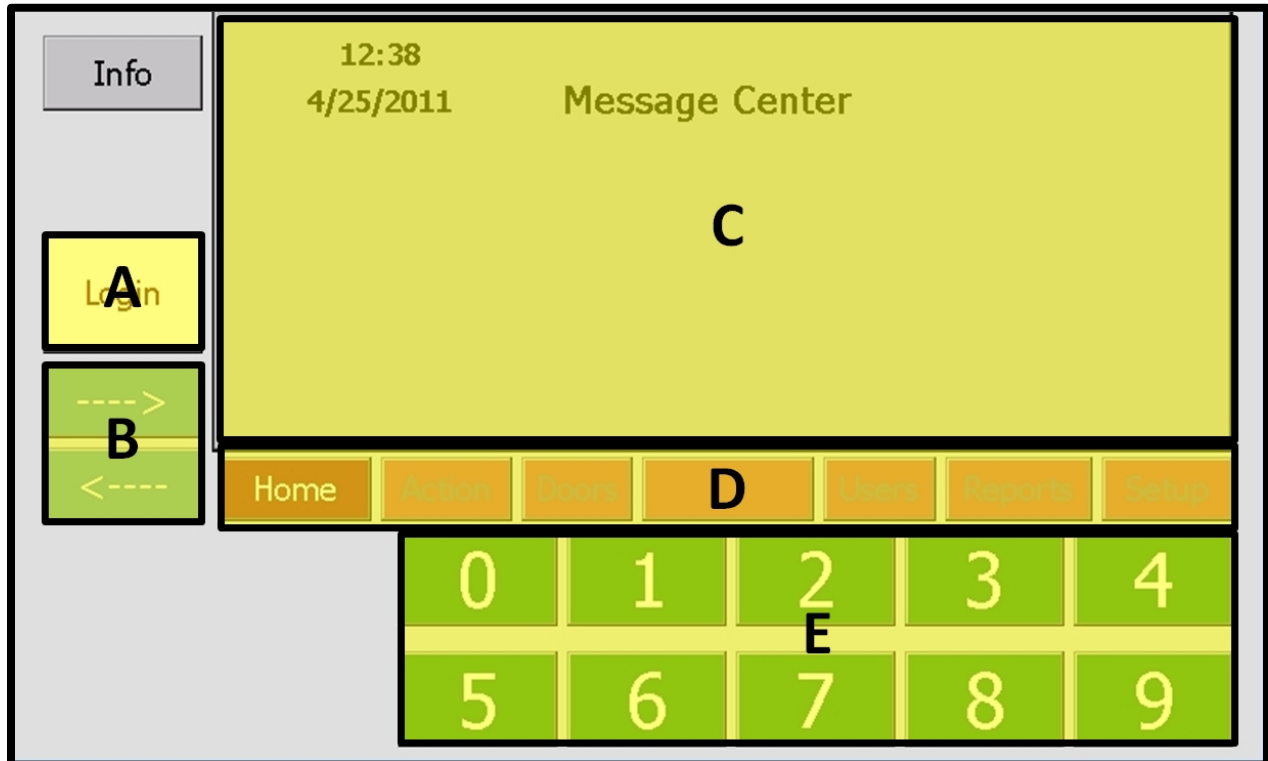 Info
12:38
4/25/2011 Message Center
C
Login
A
---->
B
<----
Home Action Doors D Users Reports Setup
0 1 2 3 4
E
5 6 7 8 9